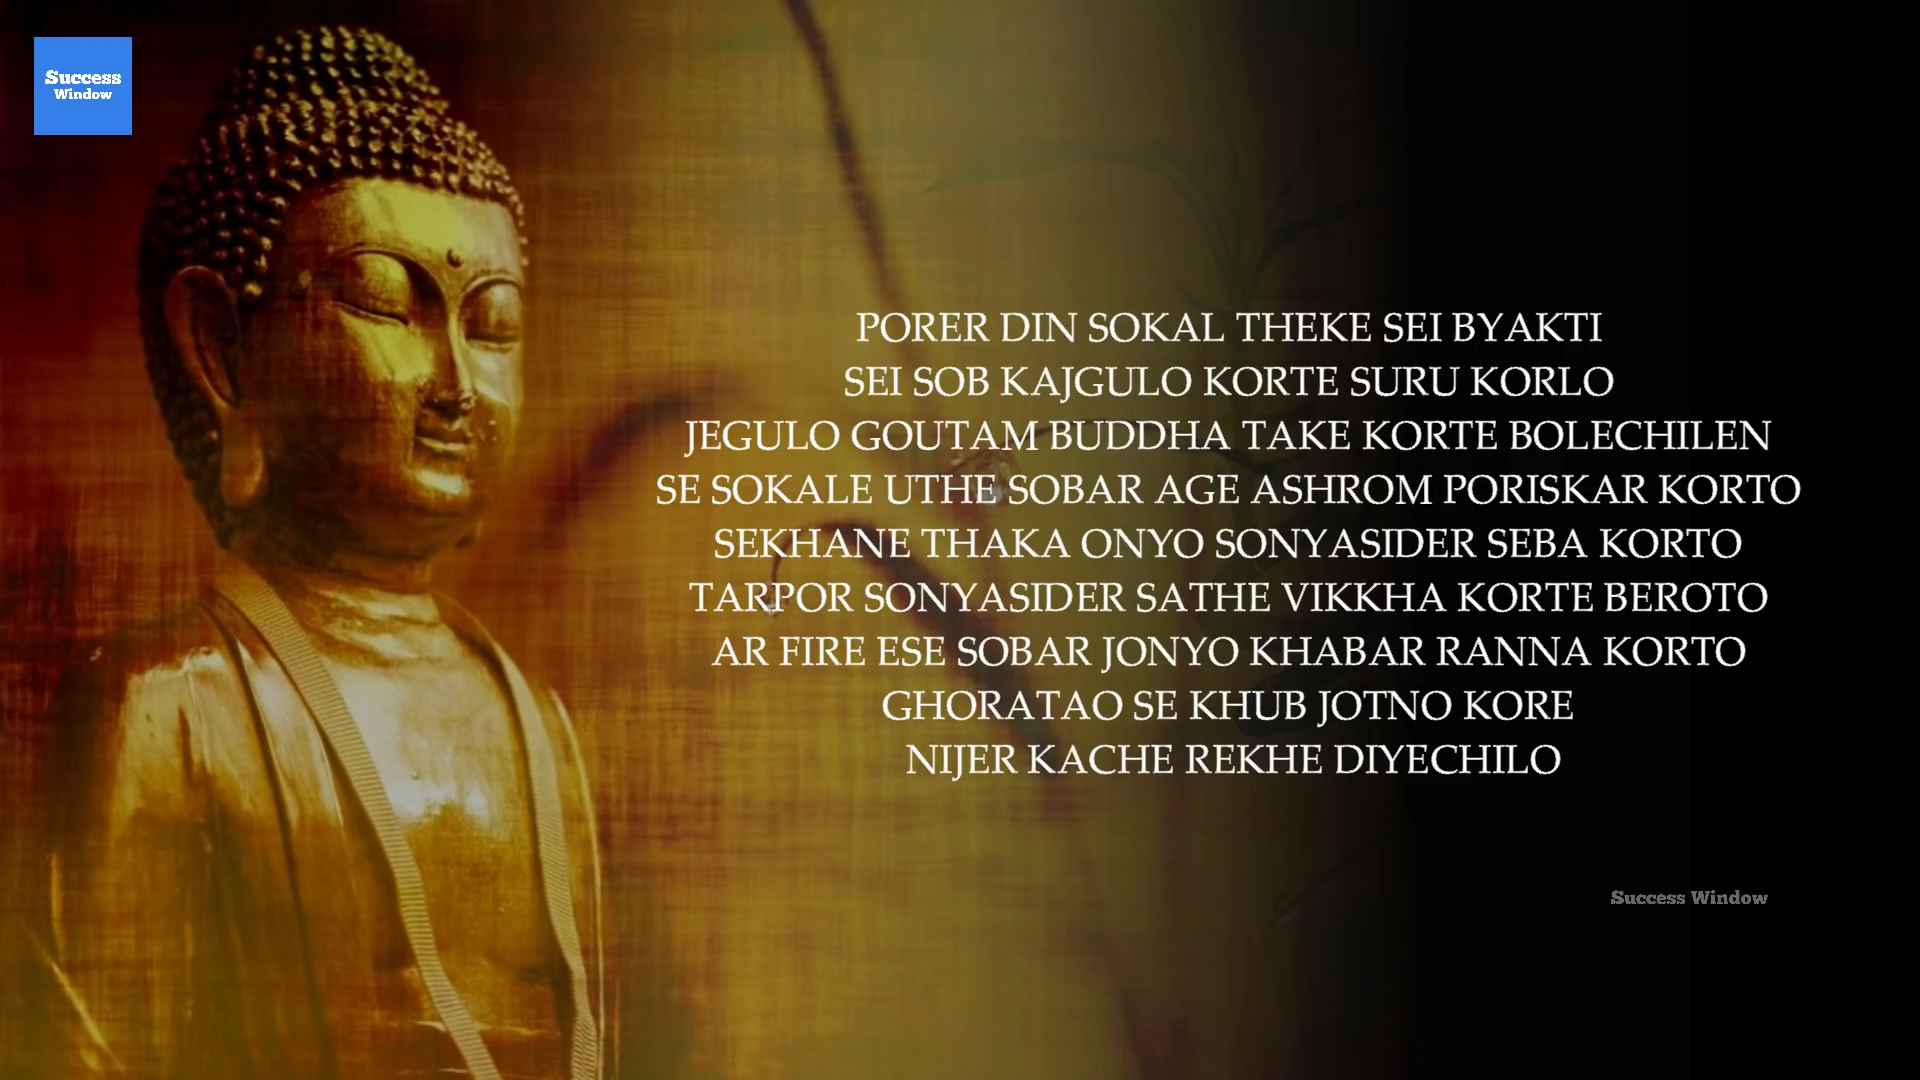 Success
Window
PORER DIN SOKAL THEKE SEI BYAKTI
SEI SOB KAJGULO KORTE SURU KORLO
JEGULO GOUTAM BUDDHA TAKE KORTE BOLECHILEN
SE SOKALE UTHE SOBAR AGE ASHROM PORISKAR KORTO
SEKHANE THAKA ONYO SONYASIDER SEBA KORTO
TARPOR SONYASIDER SATHE VIKKHA KORTE BEROTO
AR FIRE ESE SOBAR JONYO KHABAR RANNA KORTO
GHORATAO SE KHUB JOTNO KORE
NIJER KACHE REKHE DIYECHILO
Success Window